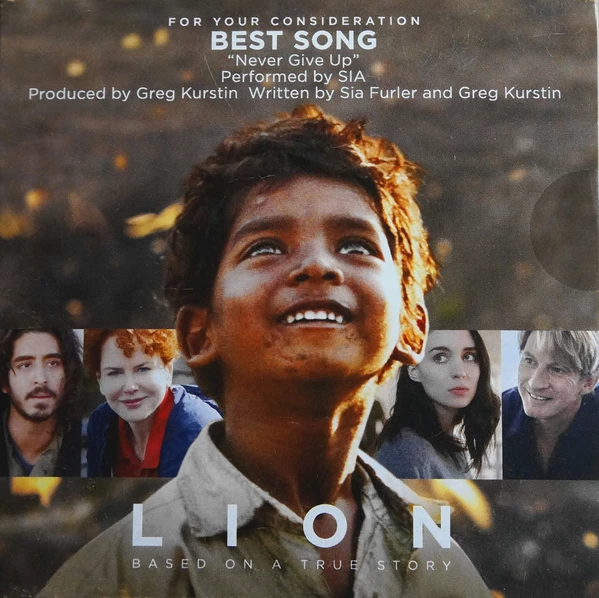 FOR YOUR CONSIDERATION
BEST SONG
“Never Give Up”
Performed by SIA
Produced by Greg Kurstin Written by Sia Furler and Greg Kurstin
LION
BASED ON A TRUE STORY